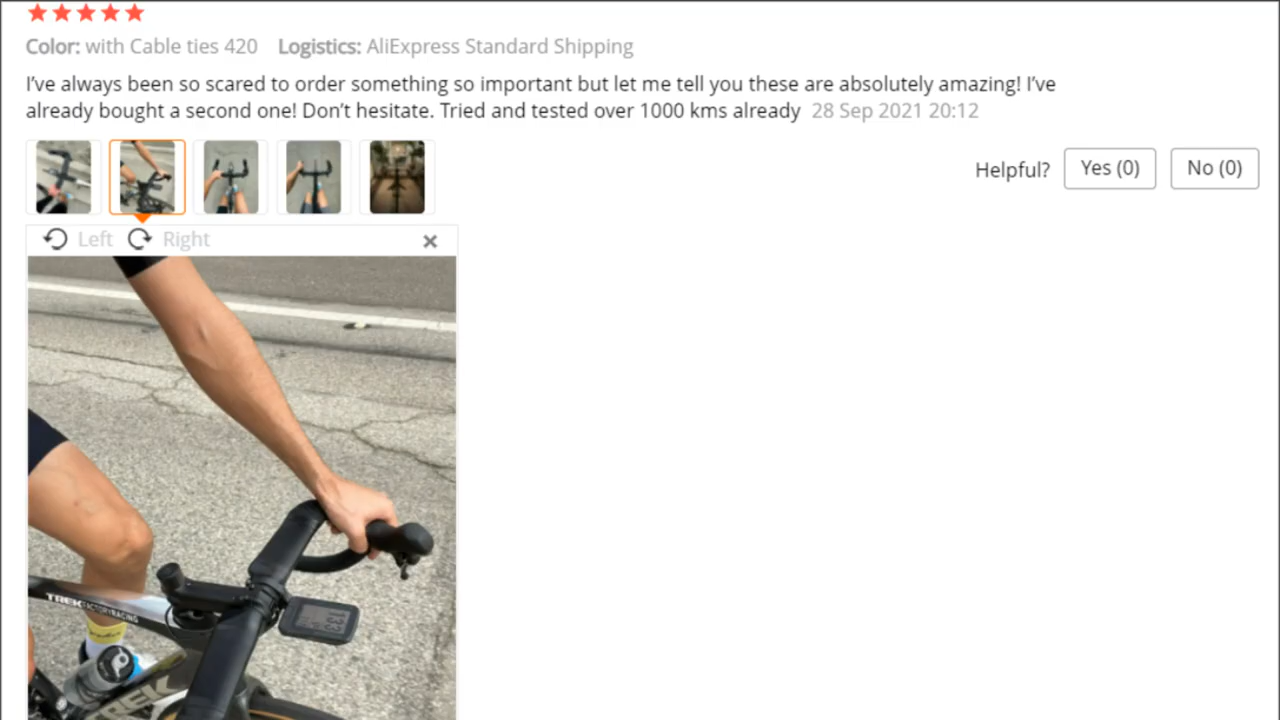 Color: with Cable ties 420 Logistics: AliExpress Standard Shipping
I've always been so scared to order something so important but let me tell you these are absolutely amazing! I've
already bought a second one! Don't hesitate. Tried and tested over 1000 kms already 28 Sep 2021 20:12
Helpful? Yes (0) No (0)
Left Right
TREK FACTORY RACING
TREK